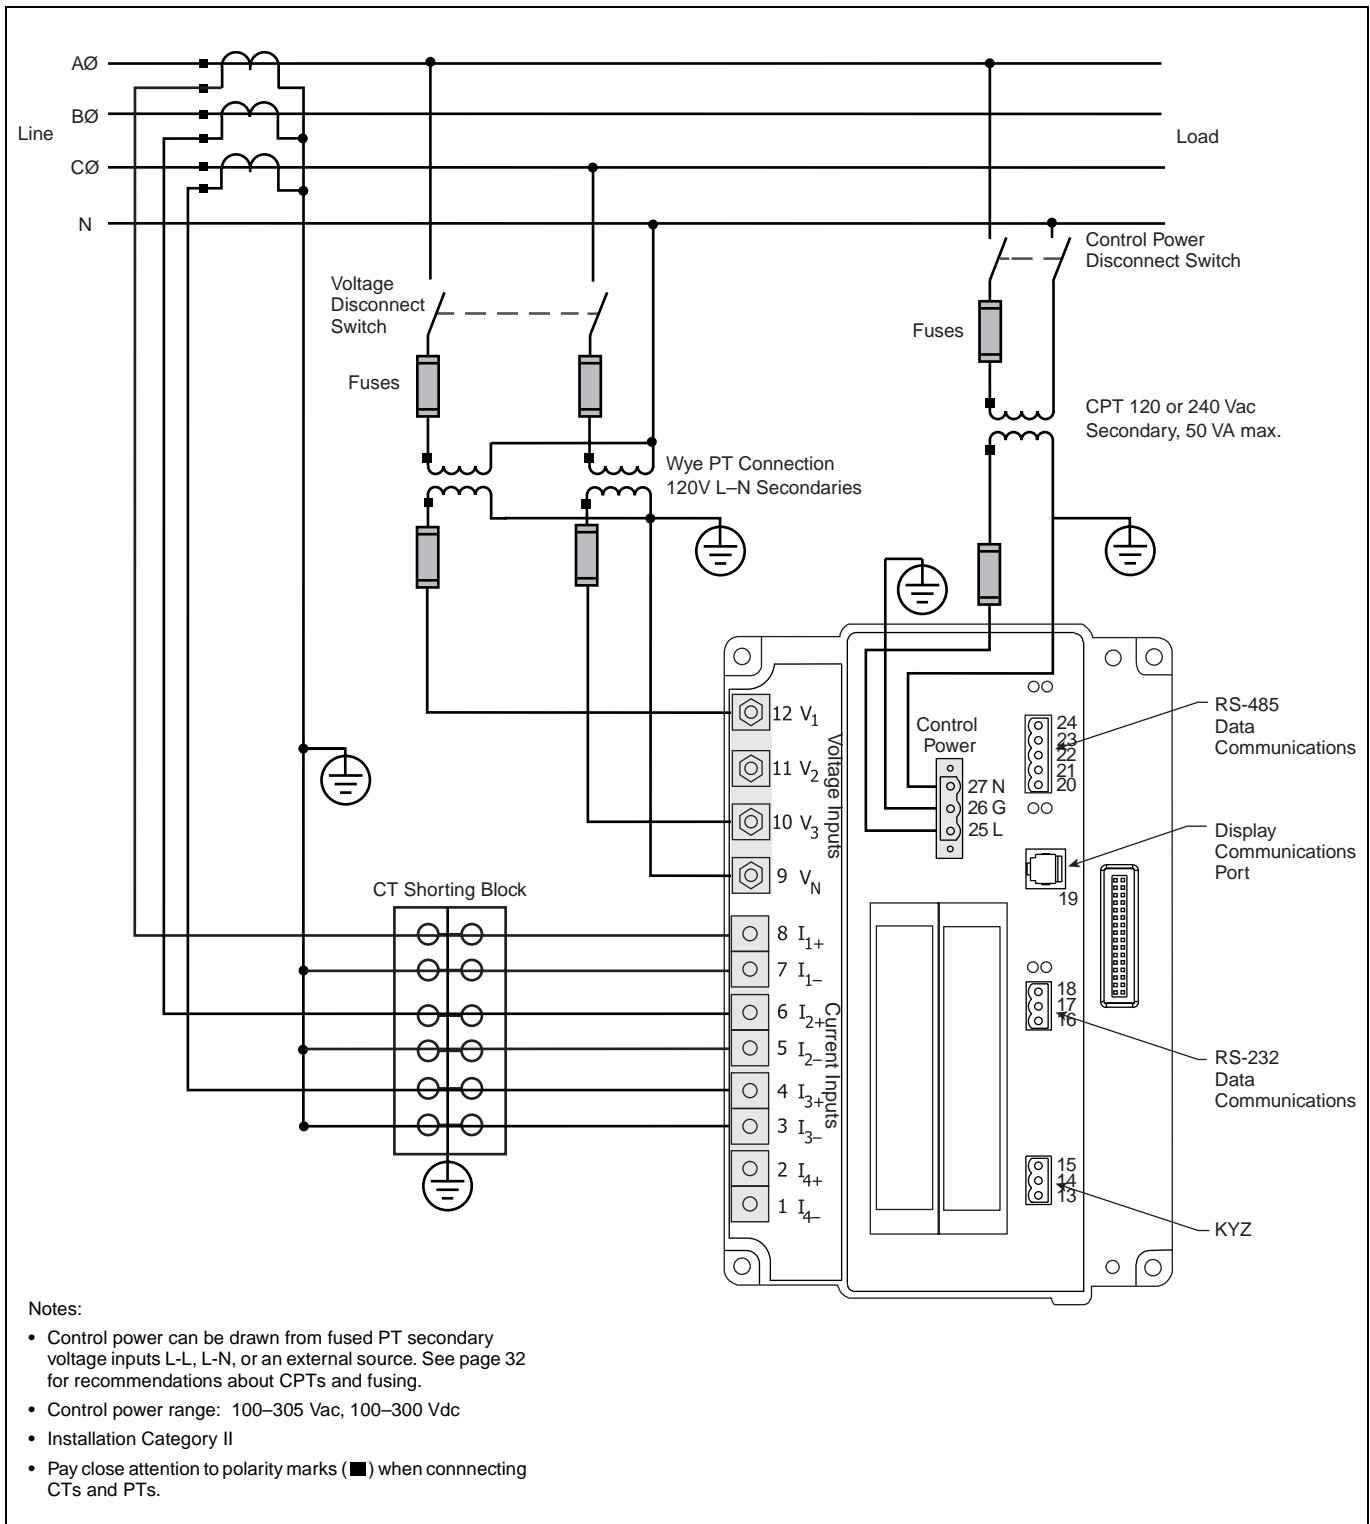 AØ
BØ
Line
Load
CØ
N
Control Power
Disconnect Switch
Voltage
Disconnect
Switch
Fuses
Fuses
CPT 120 or 240 Vac
Secondary, 50 VA max.
Wye PT Connection
120V L–N Secondaries
RS-485
Data
Communications
Control
Power
24
23
22
21
20
12 V1
11 V2
10 V3
9 VN
Voltage Inputs
27 N
26 G
25 L
Display
Communications
Port
19
CT Shorting Block
8 I1+
7 I1–
6 I2+
5 I2–
4 I3+
3 I3–
2 I4+
1 I4–
Current Inputs
18
17
16
RS-232
Data
Communications
15
14
13
KYZ
Notes:
• Control power can be drawn from fused PT secondary
voltage inputs L-L, L-N, or an external source. See page 32
for recommendations about CPTs and fusing.
• Control power range: 100–305 Vac, 100–300 Vdc
• Installation Category II
• Pay close attention to polarity marks (■) when connnecting
CTs and PTs.